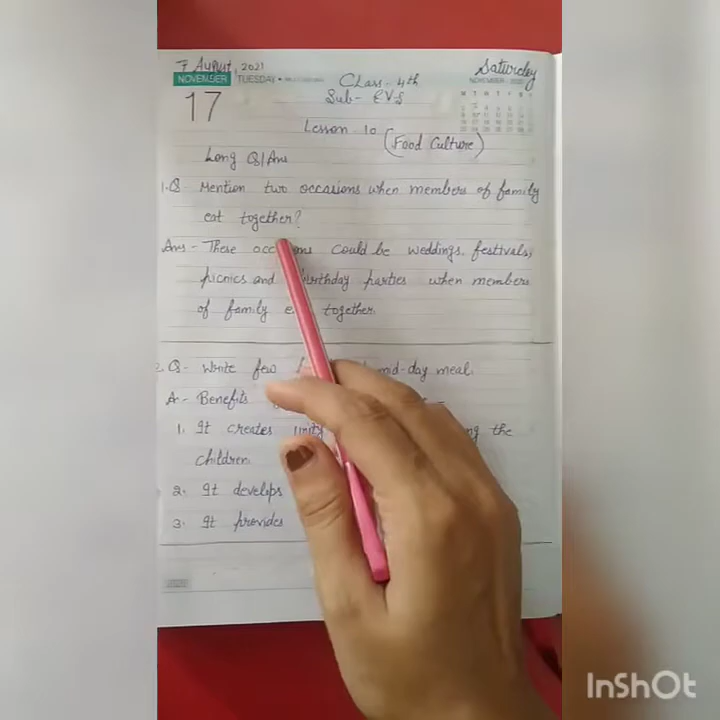 7 August, 2021
Saturday
NOVEMBER TUESDAY
NOVEMBER
17
Class - 4th
Sub - EVS
Lesson 10 (Food Culture)
Long Q/Ans
1. Q Mention two occasions when members of family
eat together?
Ans - These occasions could be weddings, festivals,
picnics and birthday parties when members
of family together.
2. Q - Write few mid-day meal.
A - Benefits
1. It creates unity the
children.
2. It develops
3. It provides
InShOt